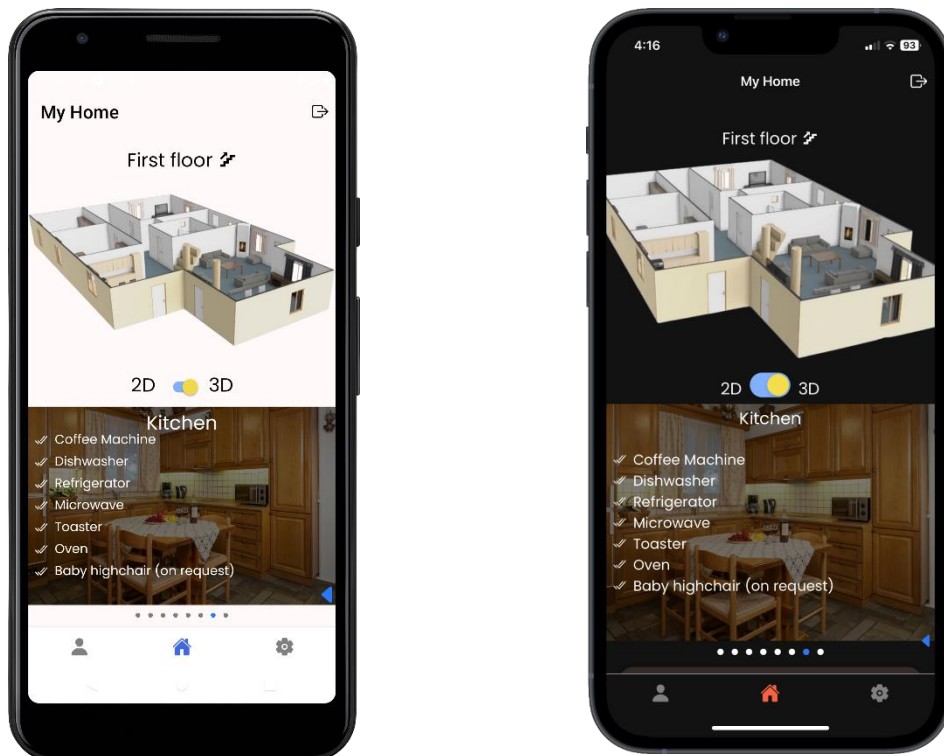 My Home
First floor
2D 3D
Kitchen
Coffee Machine
Dishwasher
Refrigerator
Microwave
Toaster
Oven
Baby highchair (on request)
4:16 93
My Home
First floor
2D 3D
Kitchen
Coffee Machine
Dishwasher
Refrigerator
Microwave
Toaster
Oven
Baby highchair (on request)